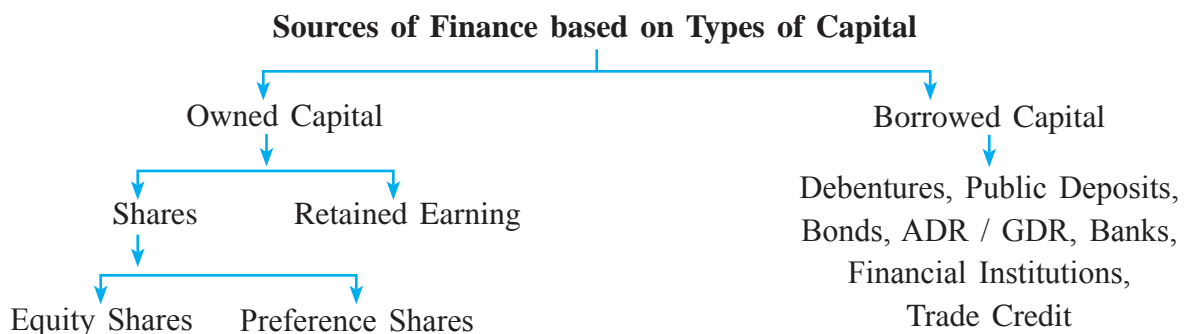 Sources of Finance based on Types of Capital
Owned Capital
Borrowed Capital
Shares
Retained Earning
Equity Shares
Preference Shares
Debentures, Public Deposits,
Bonds, ADR / GDR, Banks,
Financial Institutions,
Trade Credit